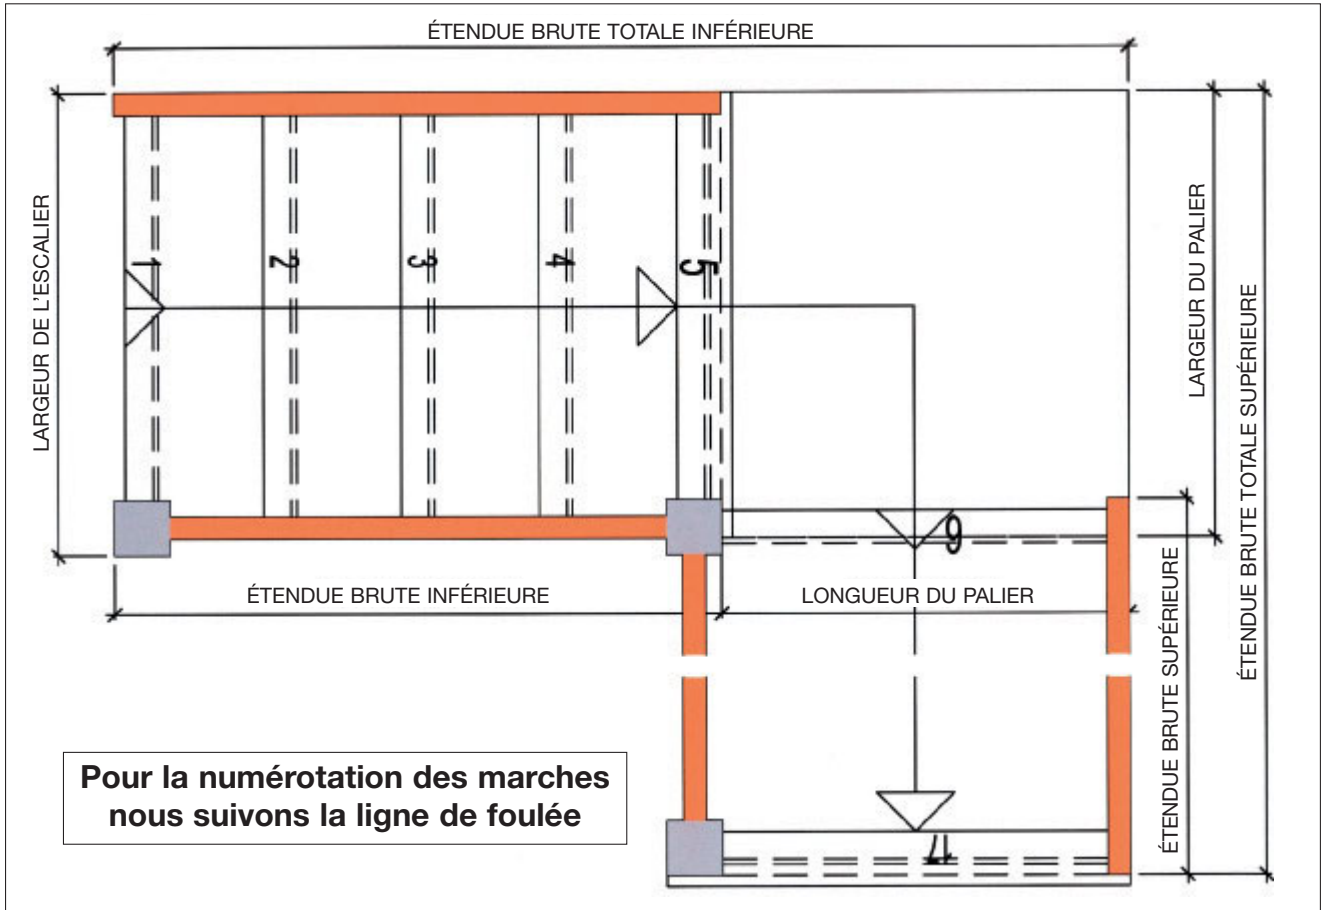 ÉTENDUE BRUTE TOTALE INFÉRIEURE
LARGEUR DE L'ESCALIER
1
2
3
4
5
LARGEUR DU PALIER
ÉTENDUE BRUTE TOTALE SUPÉRIEURE
6
ÉTENDUE BRUTE INFÉRIEURE
LONGUEUR DU PALIER
ÉTENDUE BRUTE SUPÉRIEURE
Pour la numérotation des marches
nous suivons la ligne de foulée
17